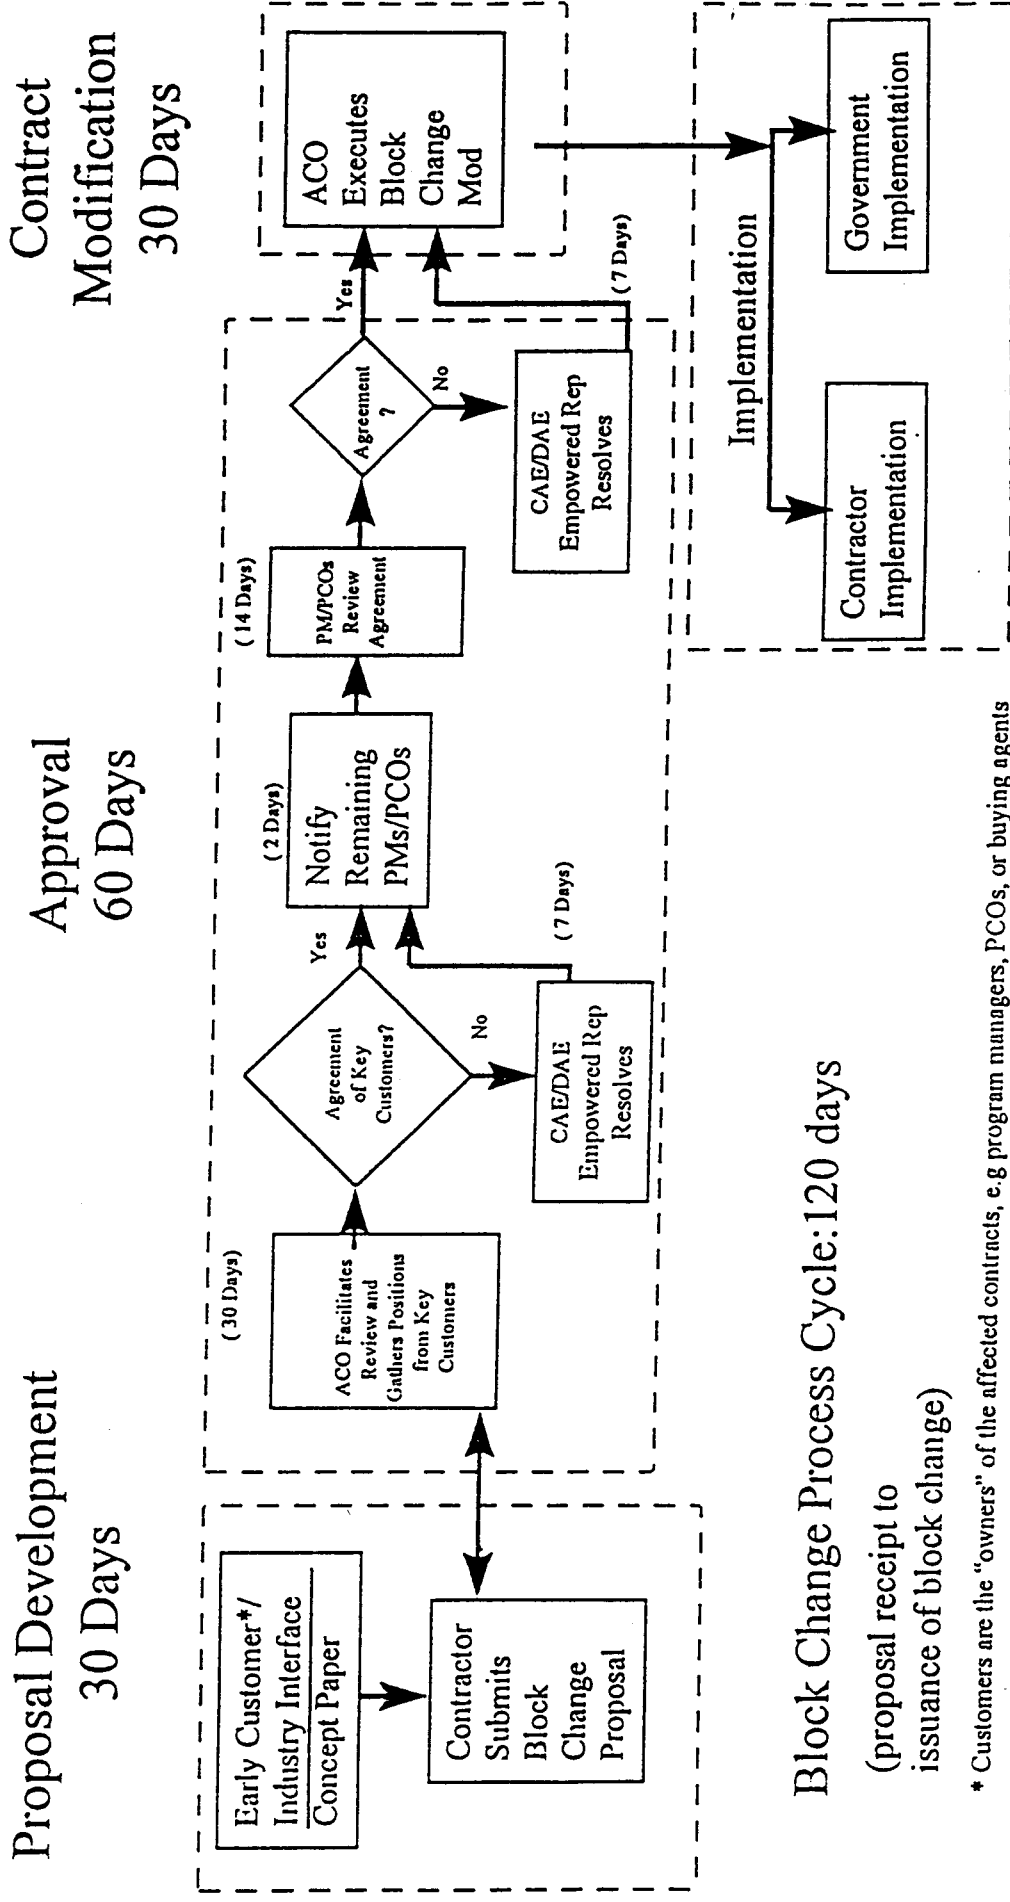 Proposal Development
30 Days
Approval
60 Days
Contract
Modification
30 Days
Early Customer*/
Industry Interface
Concept Paper
Contractor
Submits
Block
Change
Proposal
( 30 Days)
ACO Facilitates
Review and
Gathers Positions
from Key
Customers
Agreement
of Key
Customers?
Yes
No
CAE/DAE
Empowered Rep
Resolves
( 7 Days)
( 2 Days)
Notify
Remaining
PMs/PCOs
( 14 Days)
PM/PCOs
Review
Agreement
Agreement
?
Yes
No
CAE/DAE
Empowered Rep
Resolves
( 7 Days)
ACO
Executes
Block
Change
Mod
Implementation
Contractor
Implementation
Government
Implementation
Block Change Process Cycle:120 days
(proposal receipt to
issuance of block change)
* Customers are the "owners" of the affected contracts, e.g program managers, PCOs, or buying agents